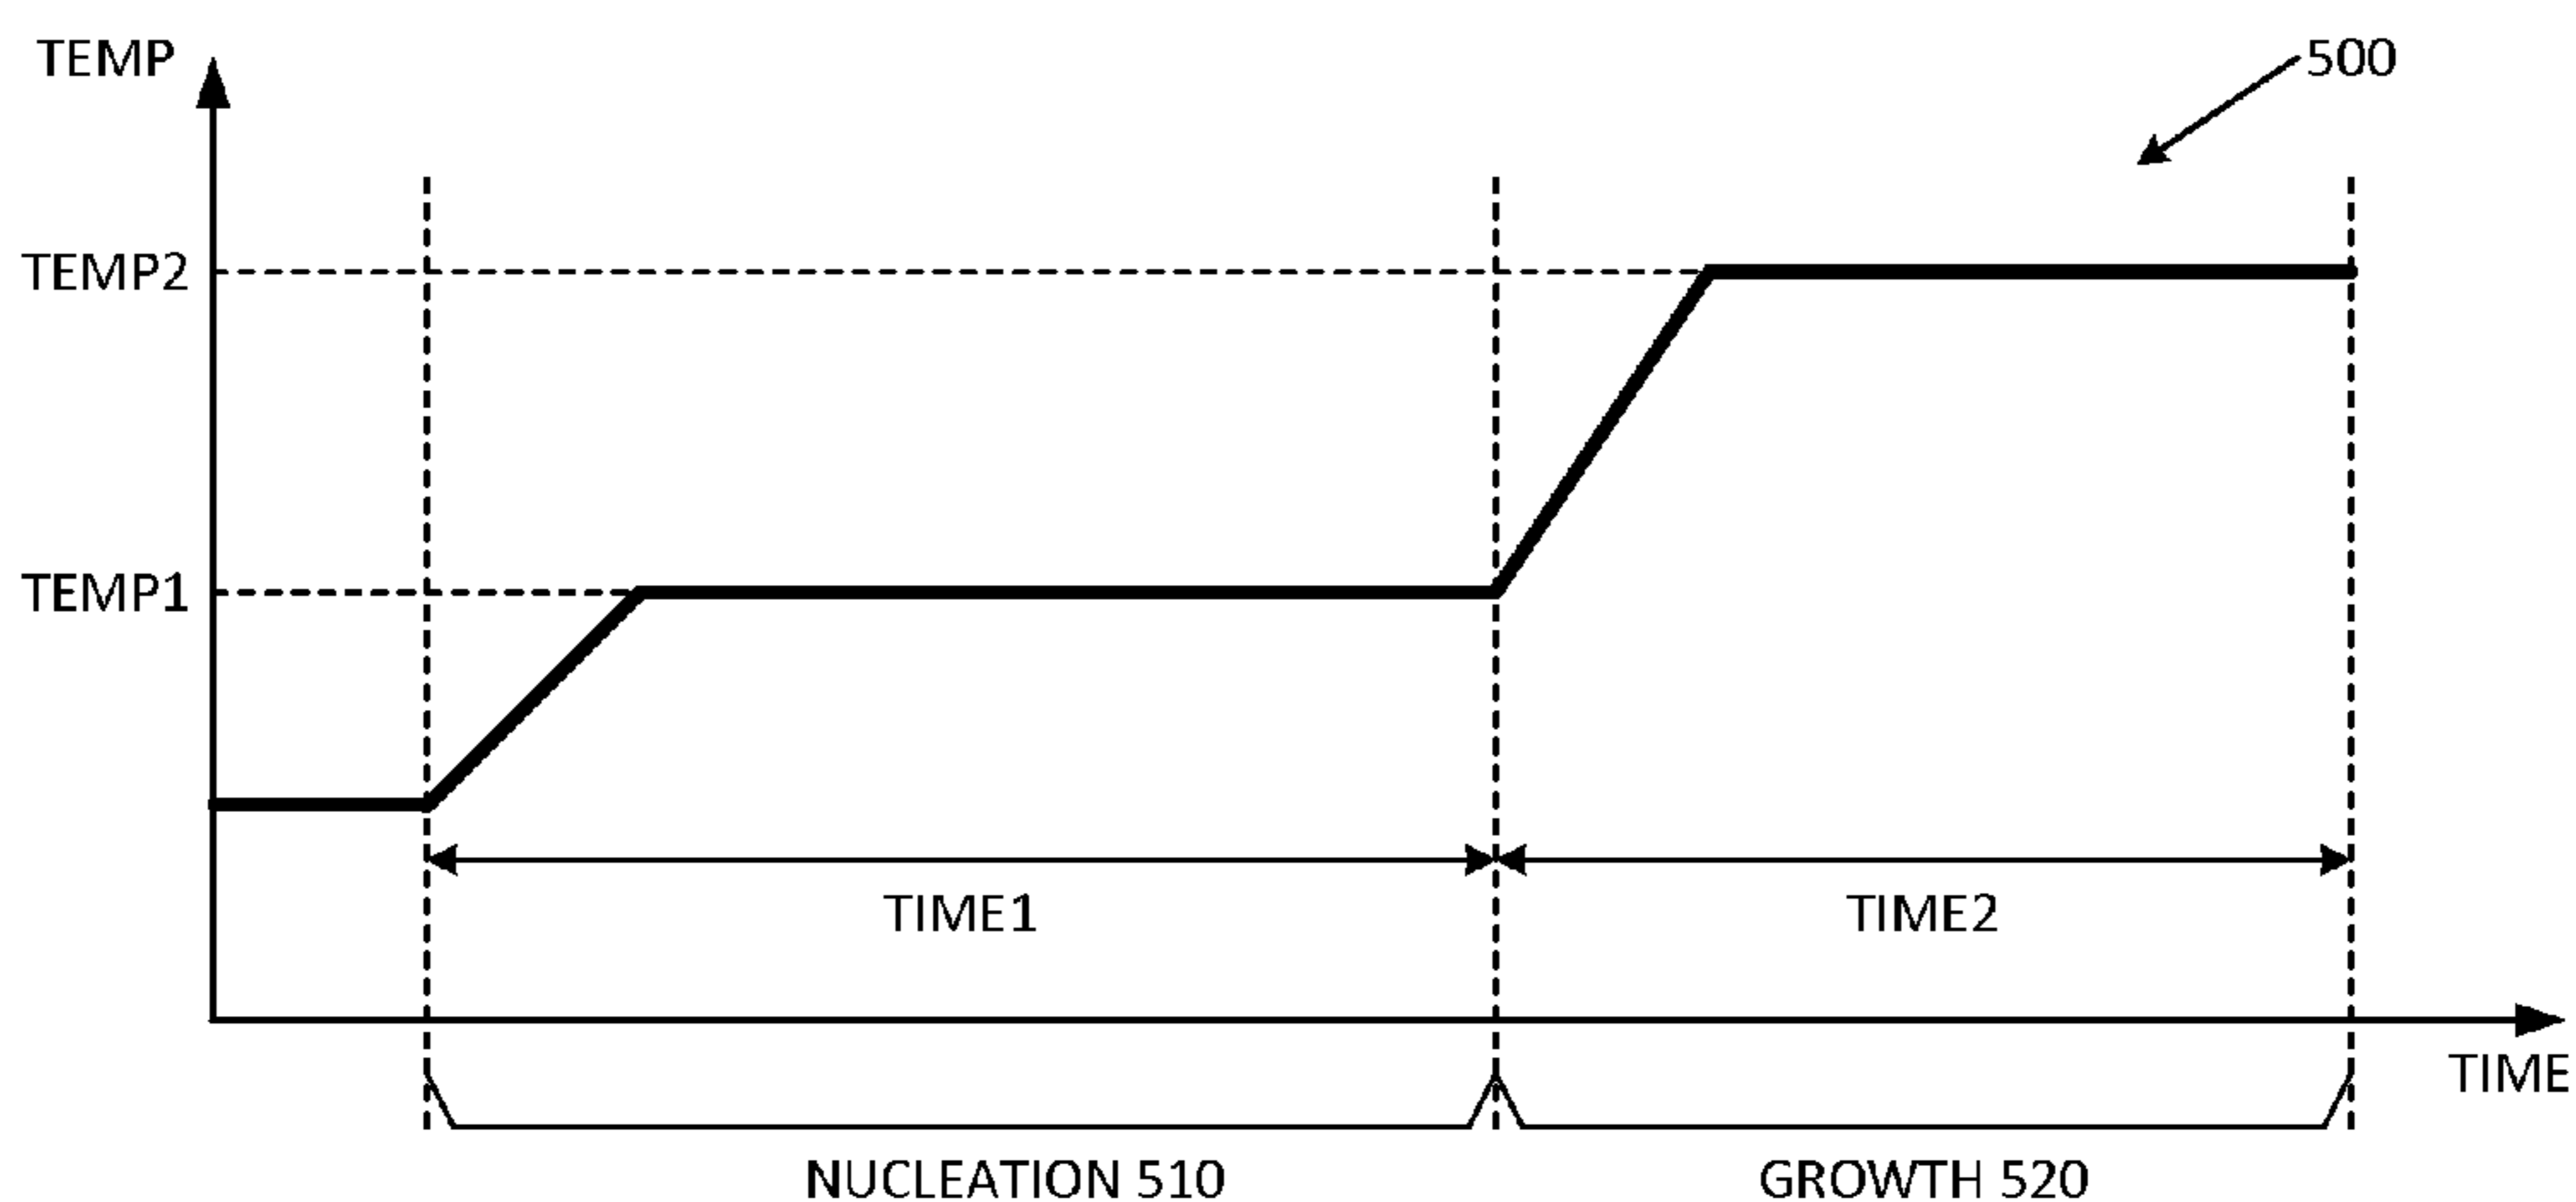 TEMP
500
TEMP2
TEMP1
TIME1
TIME2
TIME
NUCLEATION 510
GROWTH 520